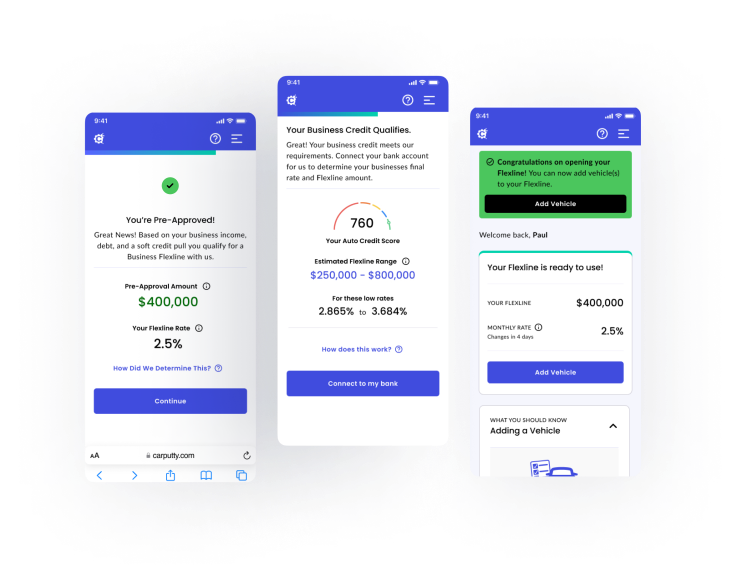 9:41
You're Pre-Approved!
Great News! Based on your business income,
debt, and a soft credit pull you qualify for a
Business Flexline with us.
Pre-Approval Amount
$400,000
Your Flexline Rate
2.5%
How Did We Determine This?
Continue
AA
carputty.com
9:41
Your Business Credit Qualifies.
Great! Your business credit meets our
requirements. Connect your bank account
for us to determine your businesses final
rate and Flexline amount.
760
Your Auto Credit Score
Estimated Flexline Range
$250,000 - $800,000
For these low rates
2.865% to 3.684%
How does this work?
Connect to my bank
9:41
Congratulations on opening your
Flexline! You can now add vehicle(s)
to your Flexline.
Add Vehicle
Welcome back, Paul
Your Flexline is ready to use!
YOUR FLEXLINE $400,000
MONTHLY RATE 2.5%
Changes in 4 days
Add Vehicle
WHAT YOU SHOULD KNOW
Adding a Vehicle